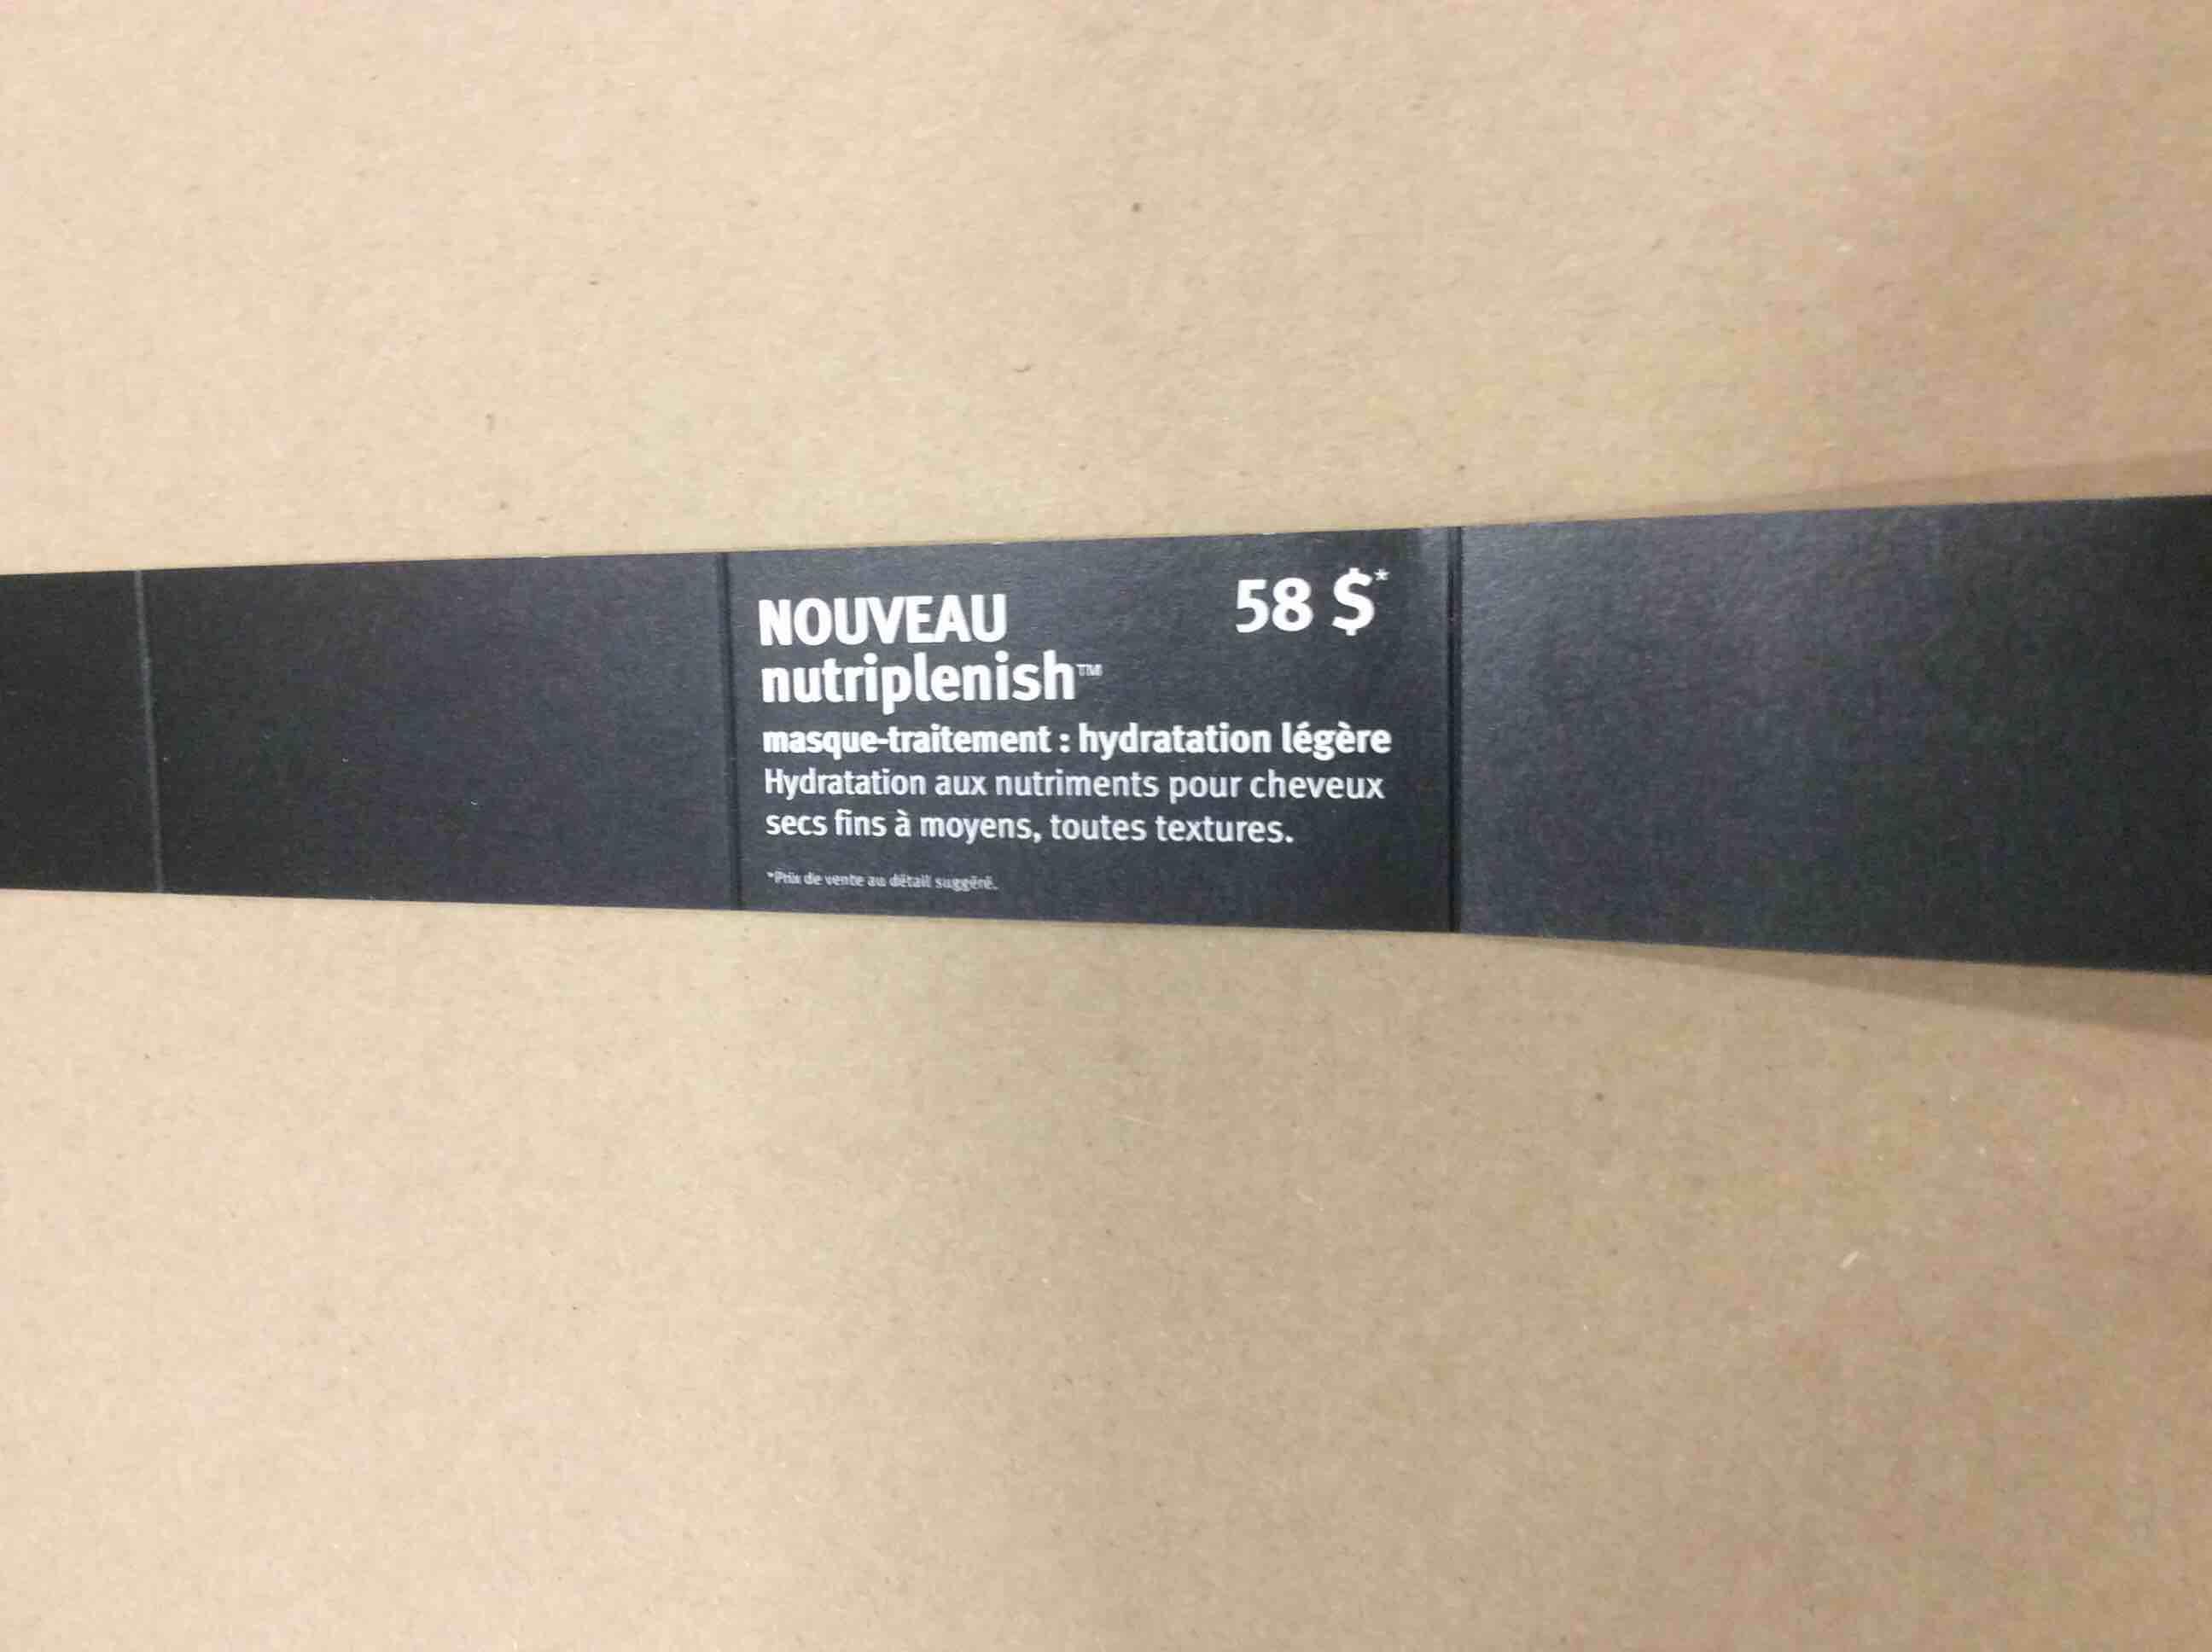 NOUVEAU
58 $*
nutriplenish™
masque-traitement : hydratation légère
Hydratation aux nutriments pour cheveux
secs fins à moyens, toutes textures.
*Prix de vente au détail suggéré.